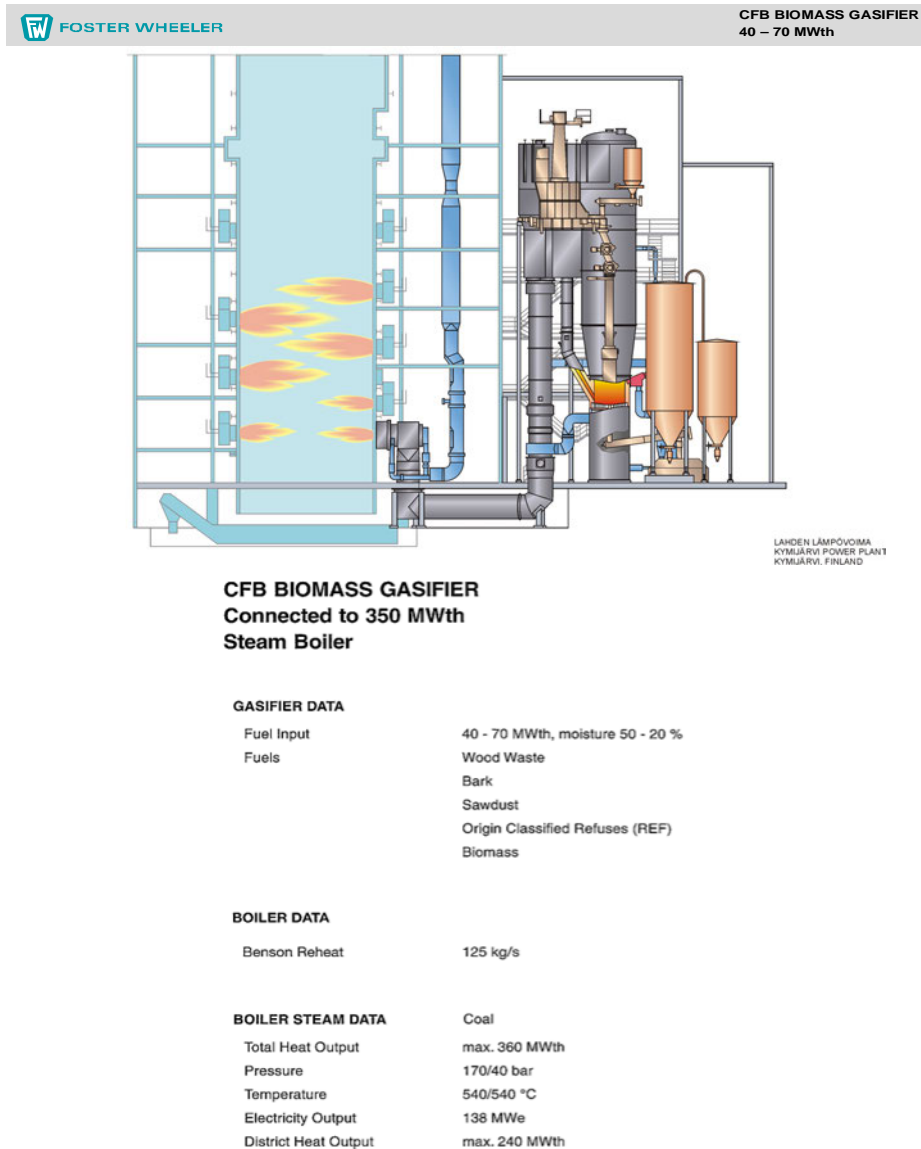 FW FOSTER WHEELER
CFB BIOMASS GASIFIER
40 – 70 MWth
LAHDEN LÄMPÖVOIMA
KYMIJÄRVI POWER PLANT
KYMIJÄRVI, FINLAND
CFB BIOMASS GASIFIER
Connected to 350 MWth
Steam Boiler
GASIFIER DATA
Fuel Input 40 - 70 MWth, moisture 50 - 20 %
Fuels Wood Waste
Bark
Sawdust
Origin Classified Refuses (REF)
Biomass
BOILER DATA
Benson Reheat 125 kg/s
BOILER STEAM DATA Coal
Total Heat Output max. 360 MWth
Pressure 170/40 bar
Temperature 540/540 °C
Electricity Output 138 MWe
District Heat Output max. 240 MWth